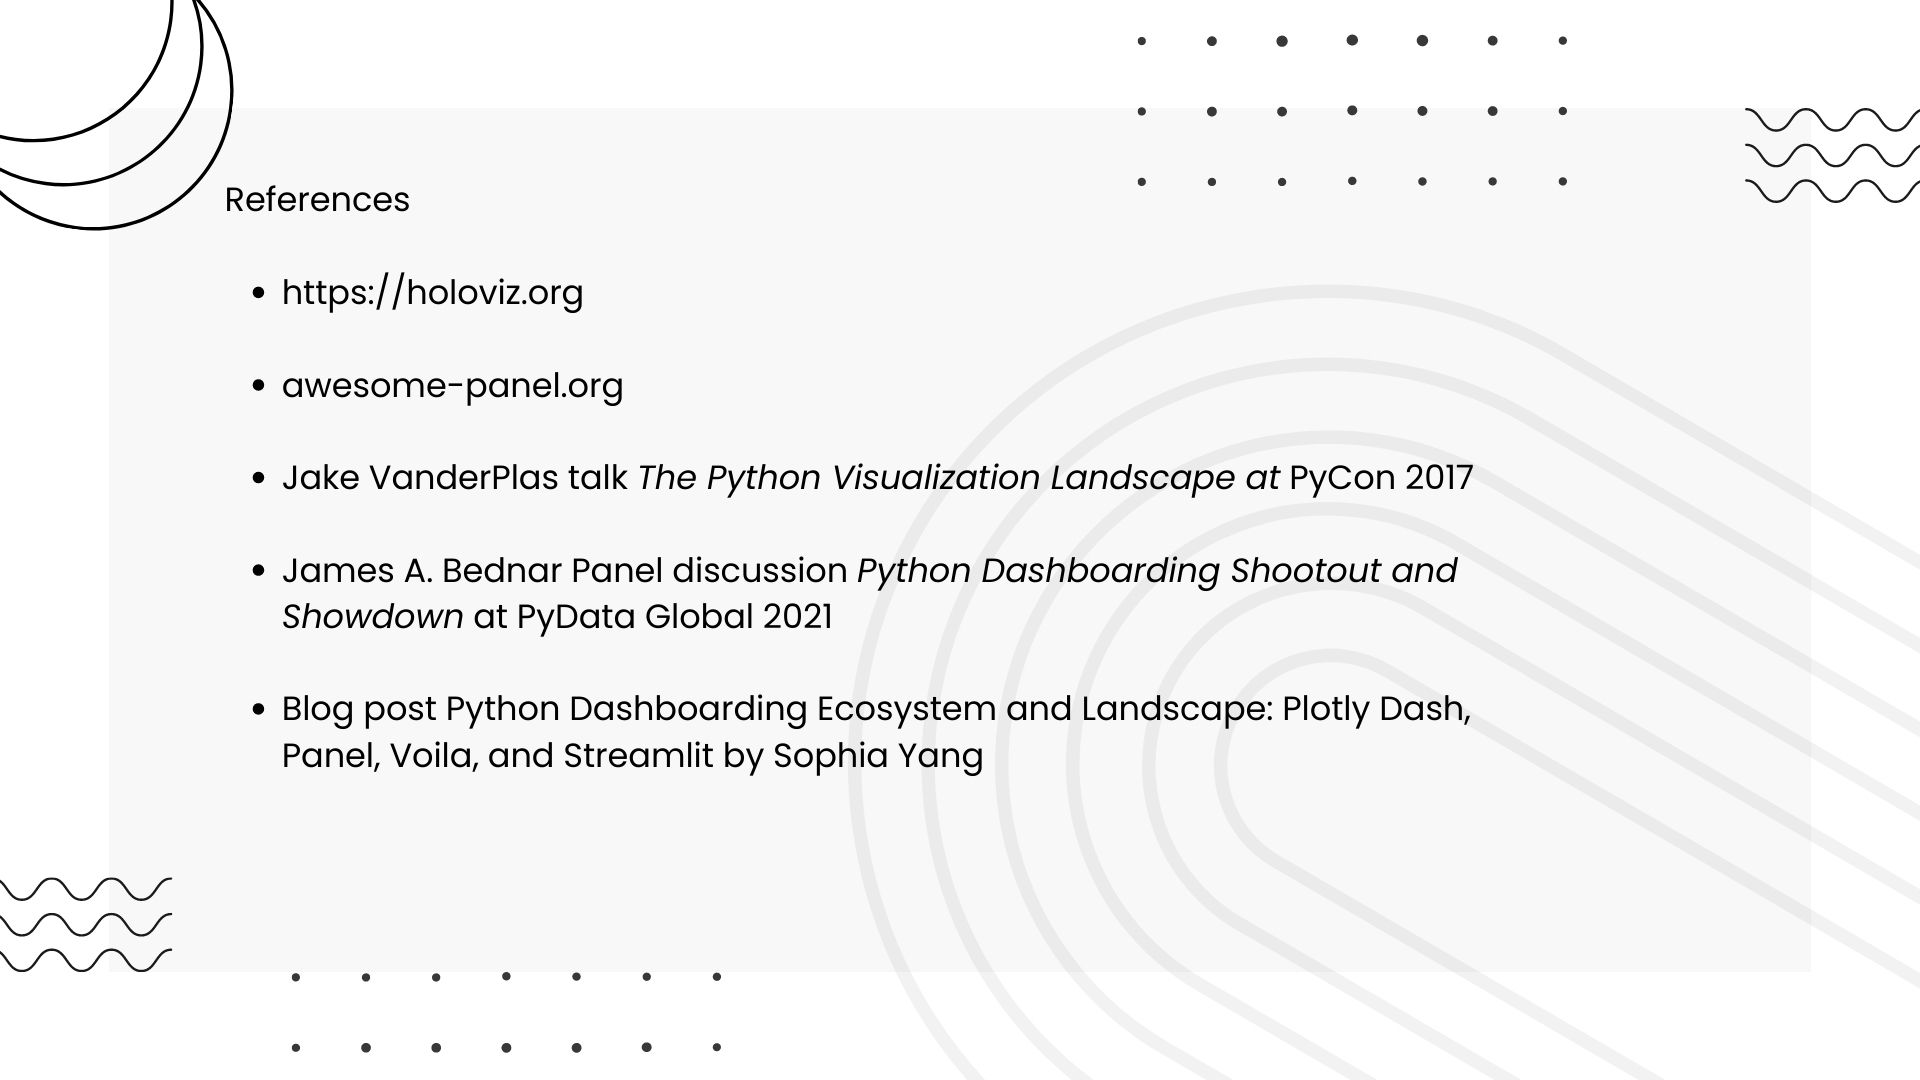 References
• https://holoviz.org
• awesome-panel.org
• Jake VanderPlas talk The Python Visualization Landscape at PyCon 2017
• James A. Bednar Panel discussion Python Dashboarding Shootout and
Showdown at PyData Global 2021
• Blog post Python Dashboarding Ecosystem and Landscape: Plotly Dash,
Panel, Voila, and Streamlit by Sophia Yang